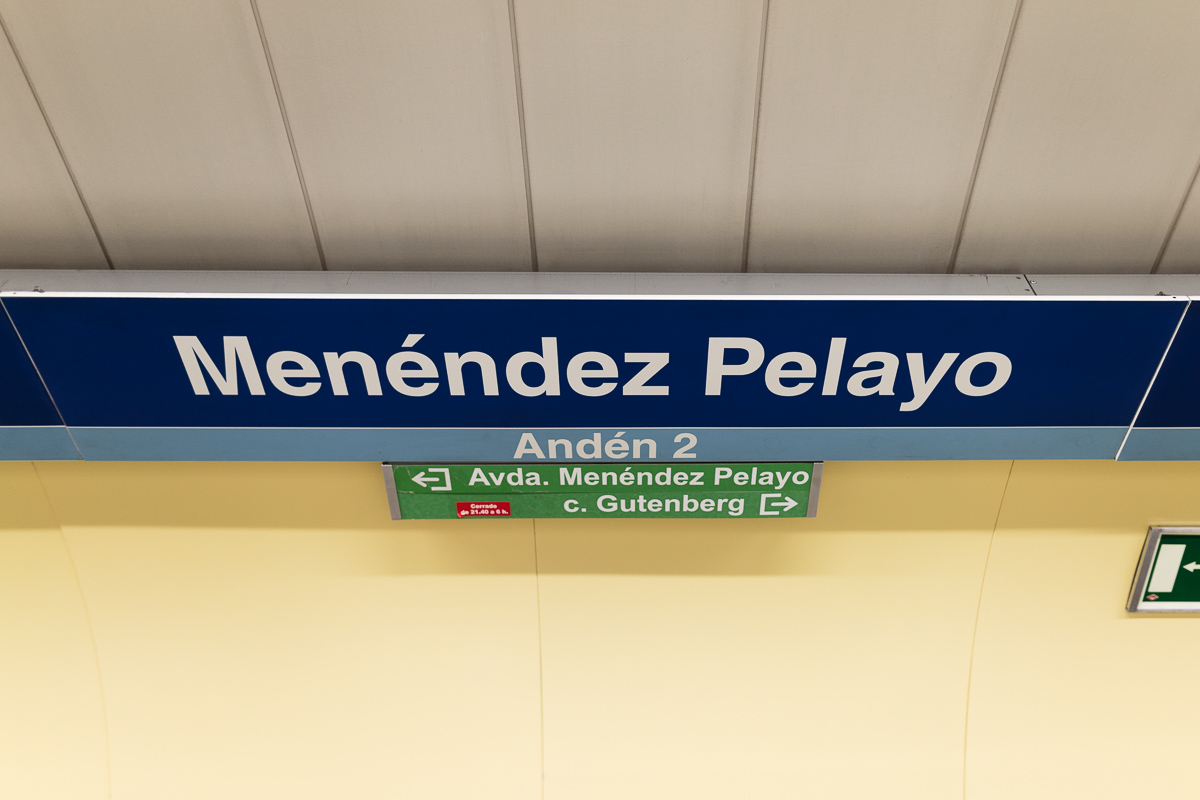 Menéndez Pelayo
Andén 2
Avda. Menéndez Pelayo
c. Gutenberg
Cerrado
de 21.40 a 6 h.